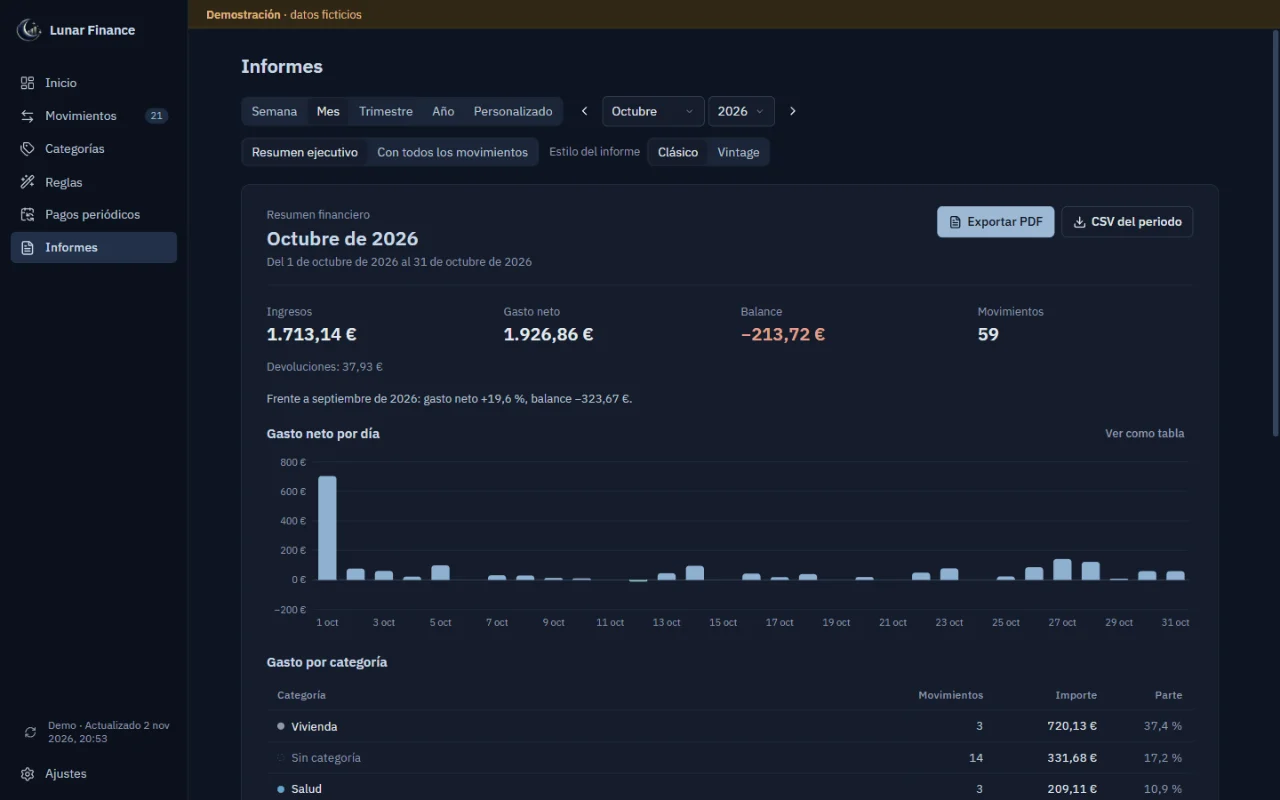 Lunar Finance
Demostración · datos ficticios
Inicio
Movimientos 21
Categorías
Reglas
Pagos periódicos
Informes
Demo · Actualizado 2 nov
2026, 20:53
Ajustes
Informes
Semana Mes Trimestre Año Personalizado Octubre 2026
Resumen ejecutivo Con todos los movimientos Estilo del informe Clásico Vintage
Resumen financiero
Octubre de 2026
Del 1 de octubre de 2026 al 31 de octubre de 2026
Exportar PDF CSV del periodo
Ingresos Gasto neto Balance Movimientos
1.713,14 € 1.926,86 € −213,72 € 59
Devoluciones: 37,93 €
Frente a septiembre de 2026: gasto neto +19,6 %, balance −323,67 €.
Gasto neto por día Ver como tabla
800 €
600 €
400 €
200 €
0 €
−200 €
1 oct 3 oct 5 oct 7 oct 9 oct 11 oct 13 oct 15 oct 17 oct 19 oct 21 oct 23 oct 25 oct 27 oct 29 oct 31 oct
Gasto por categoría
Categoría Movimientos Importe Parte
Vivienda 3 720,13 € 37,4 %
Sin categoría 14 331,68 € 17,2 %
Salud 3 209,11 € 10,9 %